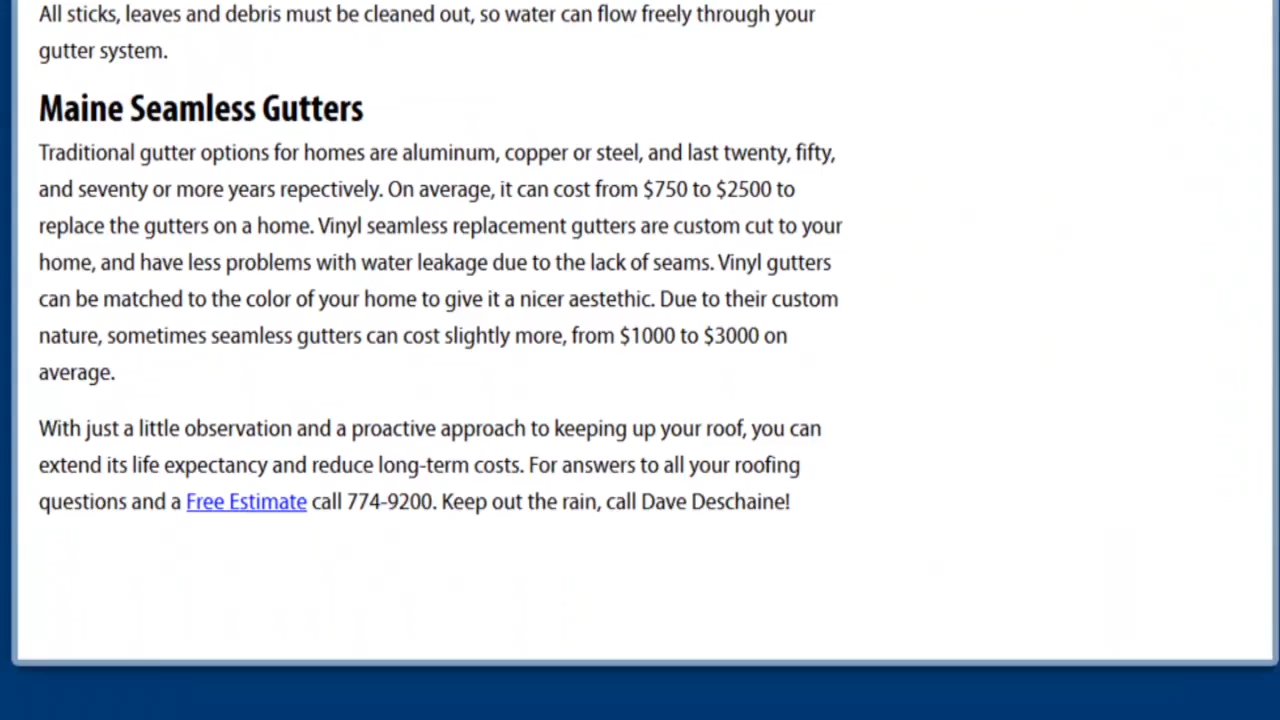 All sticks, leaves and debris must be cleaned out, so water can flow freely through your
gutter system.
Maine Seamless Gutters
Traditional gutter options for homes are aluminum, copper or steel, and last twenty, fifty,
and seventy or more years repectively. On average, it can cost from $750 to $2500 to
replace the gutters on a home. Vinyl seamless replacement gutters are custom cut to your
home, and have less problems with water leakage due to the lack of seams. Vinyl gutters
can be matched to the color of your home to give it a nicer aestethic. Due to their custom
nature, sometimes seamless gutters can cost slightly more, from $1000 to $3000 on
average.
With just a little observation and a proactive approach to keeping up your roof, you can
extend its life expectancy and reduce long-term costs. For answers to all your roofing
questions and a Free Estimate call 774-9200. Keep out the rain, call Dave Deschaine!